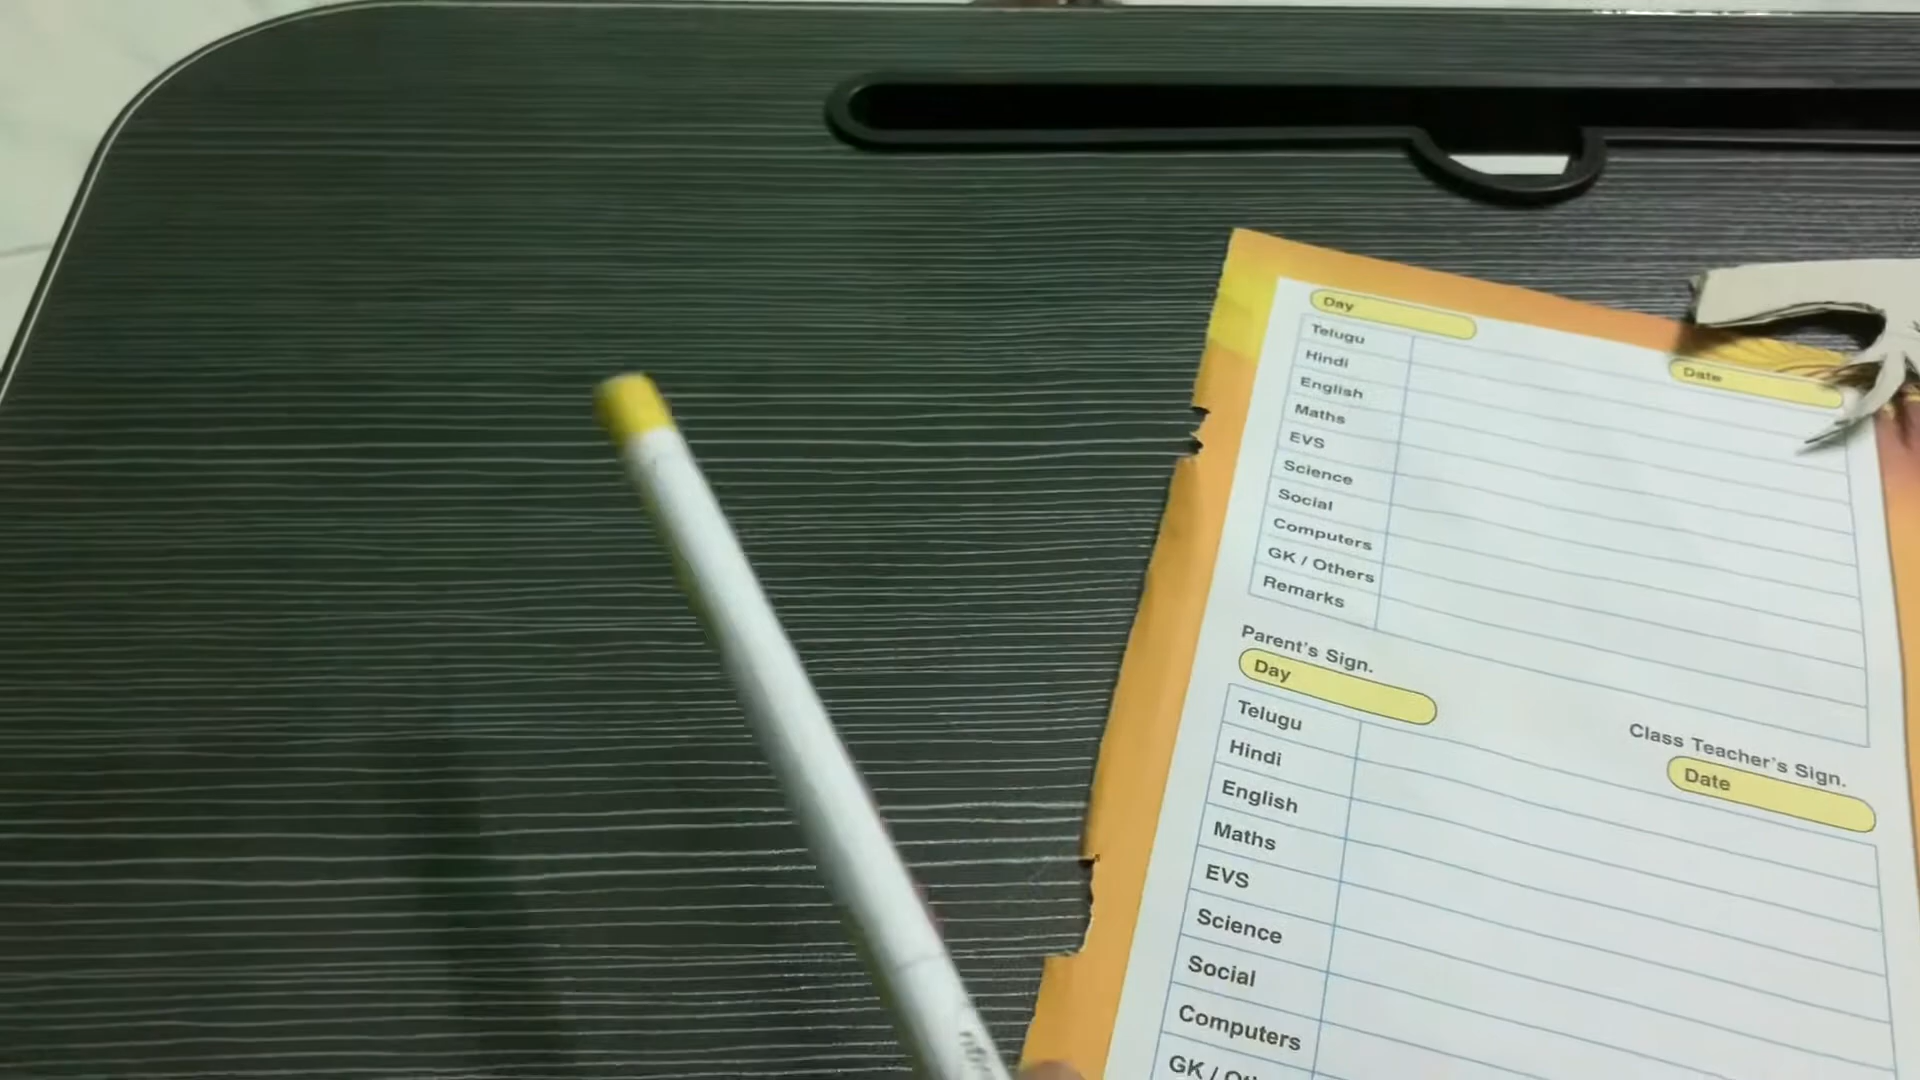 Day
Date
Telugu
Hindi
English
Maths
EVS
Science
Social
Computers
GK / Others
Remarks
Parent's Sign.
Class Teacher's Sign.
Day
Date
Telugu
Hindi
English
Maths
EVS
Science
Social
Computers
GK /